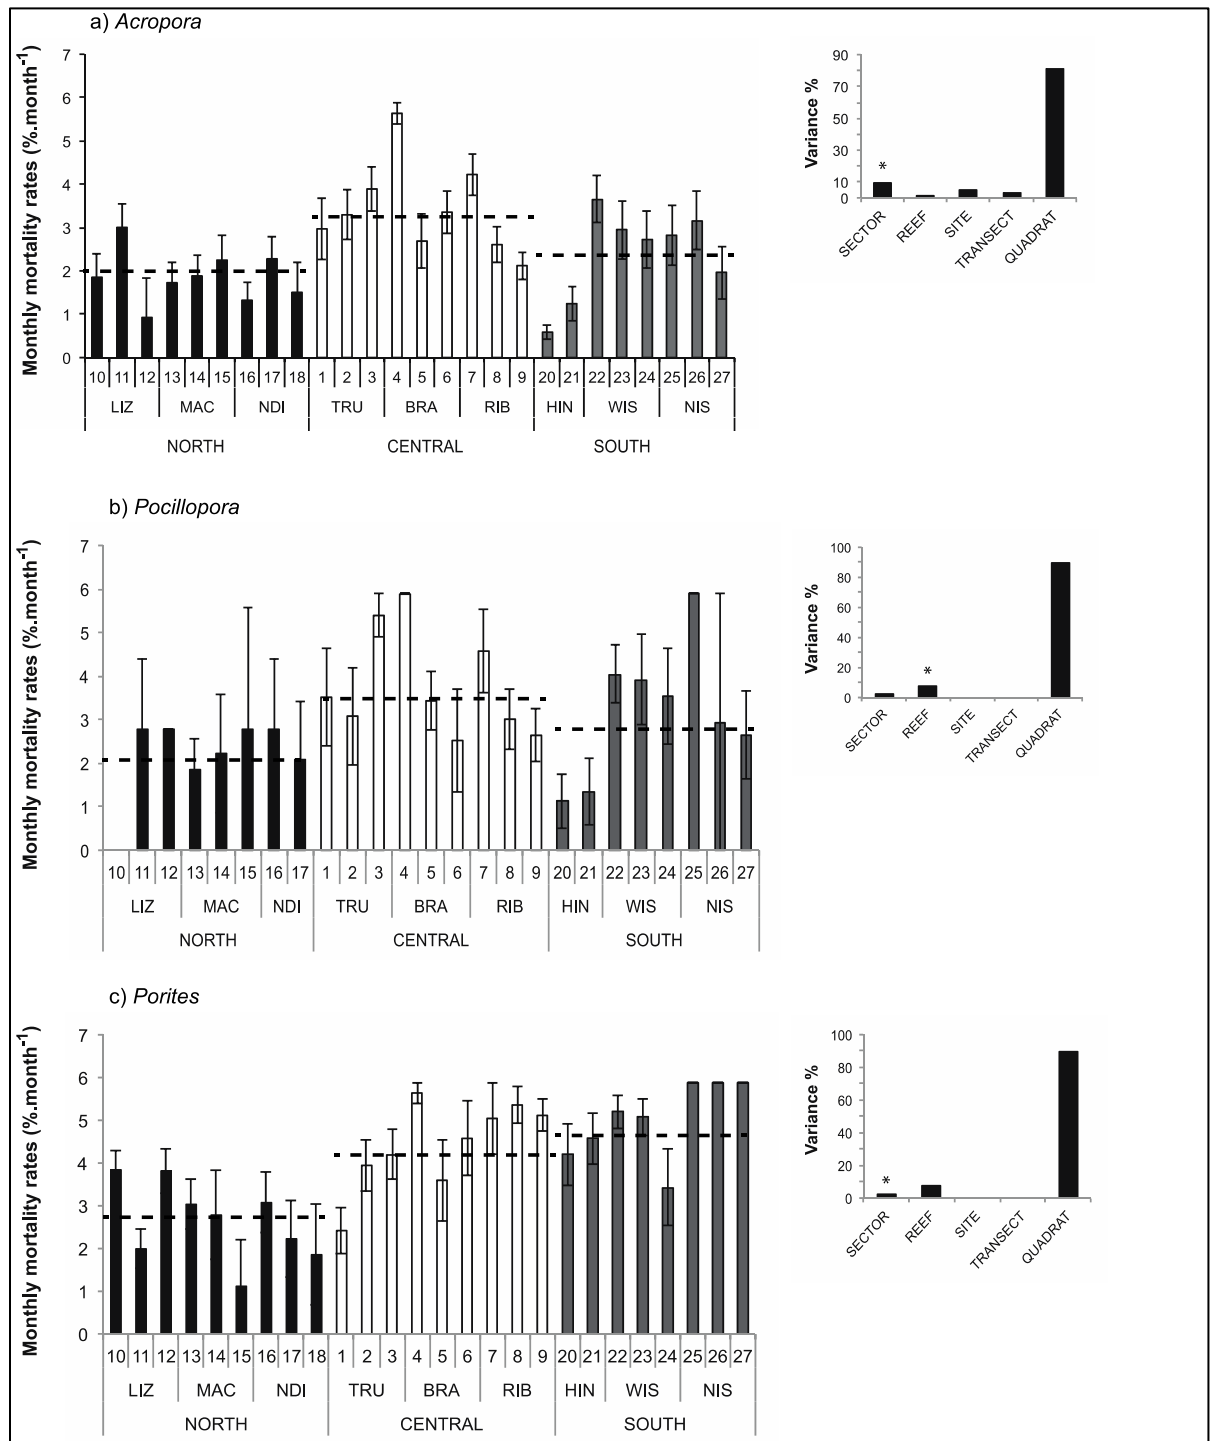 a) Acropora
Monthly mortality rates (%.month-1)
7
6
5
4
3
2
1
0
10 11 12 13 14 15 16 17 18 1 2 3 4 5 6 7 8 9 20 21 22 23 24 25 26 27
LIZ MAC NDI TRU BRA RIB HIN WIS NIS
NORTH CENTRAL SOUTH
Variance %
90
70
50
30
10
0
*
SECTOR REEF SITE TRANSECT QUADRAT
b) Pocillopora
Monthly mortality rates (%.month-1)
7
6
5
4
3
2
1
0
10 11 12 13 14 15 16 17 1 2 3 4 5 6 7 8 9 20 21 22 23 24 25 26 27
LIZ MAC NDI TRU BRA RIB HIN WIS NIS
NORTH CENTRAL SOUTH
Variance %
100
80
60
40
20
0
*
SECTOR REEF SITE TRANSECT QUADRAT
c) Porites
Monthly mortality rates (%.month-1)
7
6
5
4
3
2
1
0
10 11 12 13 14 15 16 17 18 1 2 3 4 5 6 7 8 9 20 21 22 23 24 25 26 27
LIZ MAC NDI TRU BRA RIB HIN WIS NIS
NORTH CENTRAL SOUTH
Variance %
100
80
60
40
20
0
*
SECTOR REEF SITE TRANSECT QUADRAT